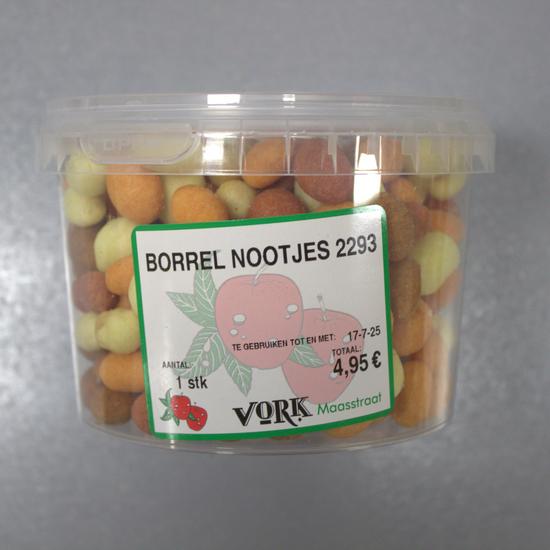 BORREL NOOTJES 2293
TE GEBRUIKEN TOT EN MET: 17-7-25
AANTAL:
1 stk
TOTAAL:
4,95 €
VORK Maasstraat